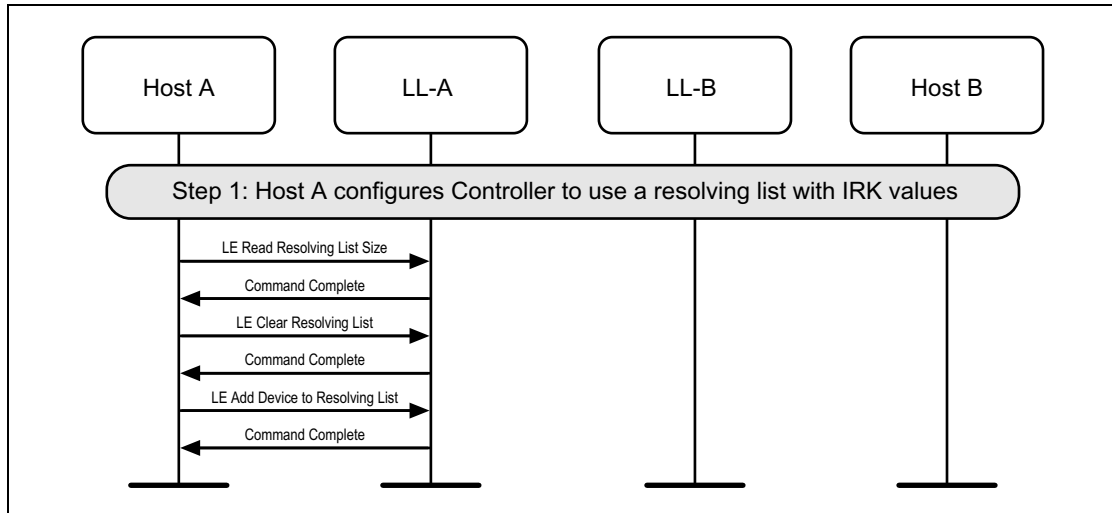 Host A
LL-A
LL-B
Host B
Step 1: Host A configures Controller to use a resolving list with IRK values
LE Read Resolving List Size
Command Complete
LE Clear Resolving List
Command Complete
LE Add Device to Resolving List
Command Complete